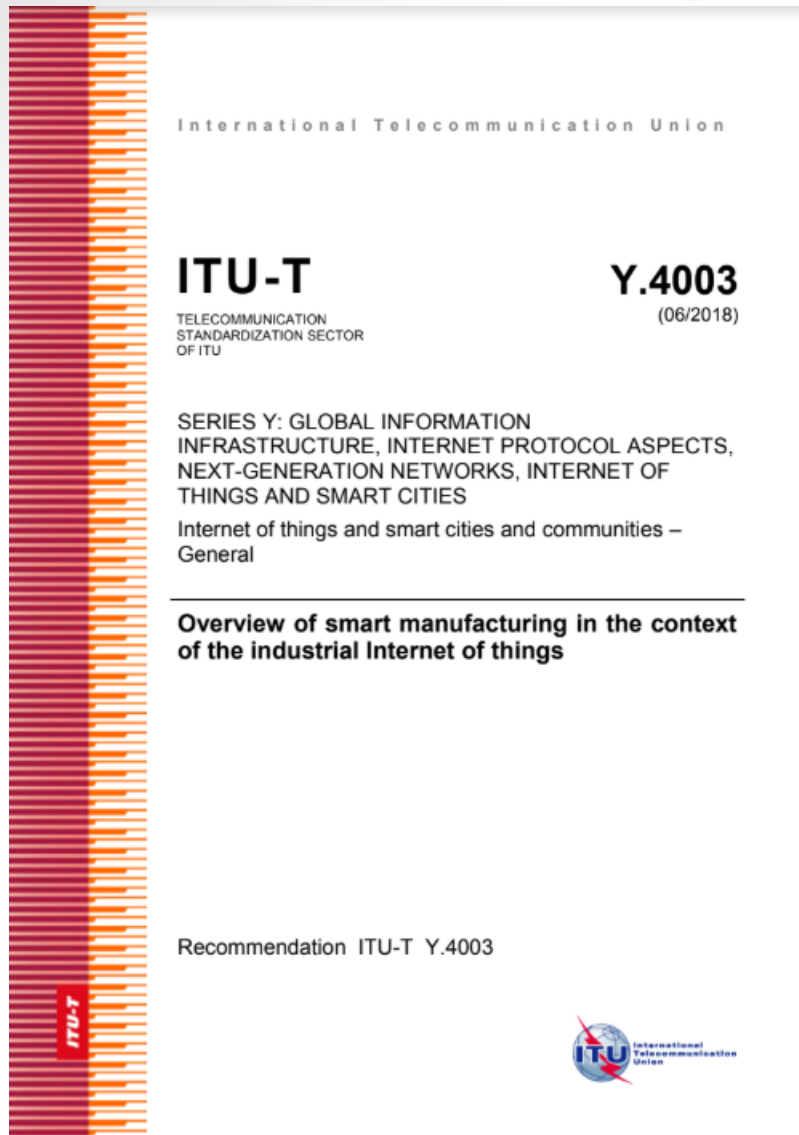 International Telecommunication Union
ITU-T
Y.4003
TELECOMMUNICATION
STANDARDIZATION SECTOR
OF ITU
(06/2018)
SERIES Y: GLOBAL INFORMATION
INFRASTRUCTURE, INTERNET PROTOCOL ASPECTS,
NEXT-GENERATION NETWORKS, INTERNET OF
THINGS AND SMART CITIES
Internet of things and smart cities and communities –
General
Overview of smart manufacturing in the context
of the industrial Internet of things
Recommendation ITU-T Y.4003
ITU-T
ITU
International
Telecommunication
Union